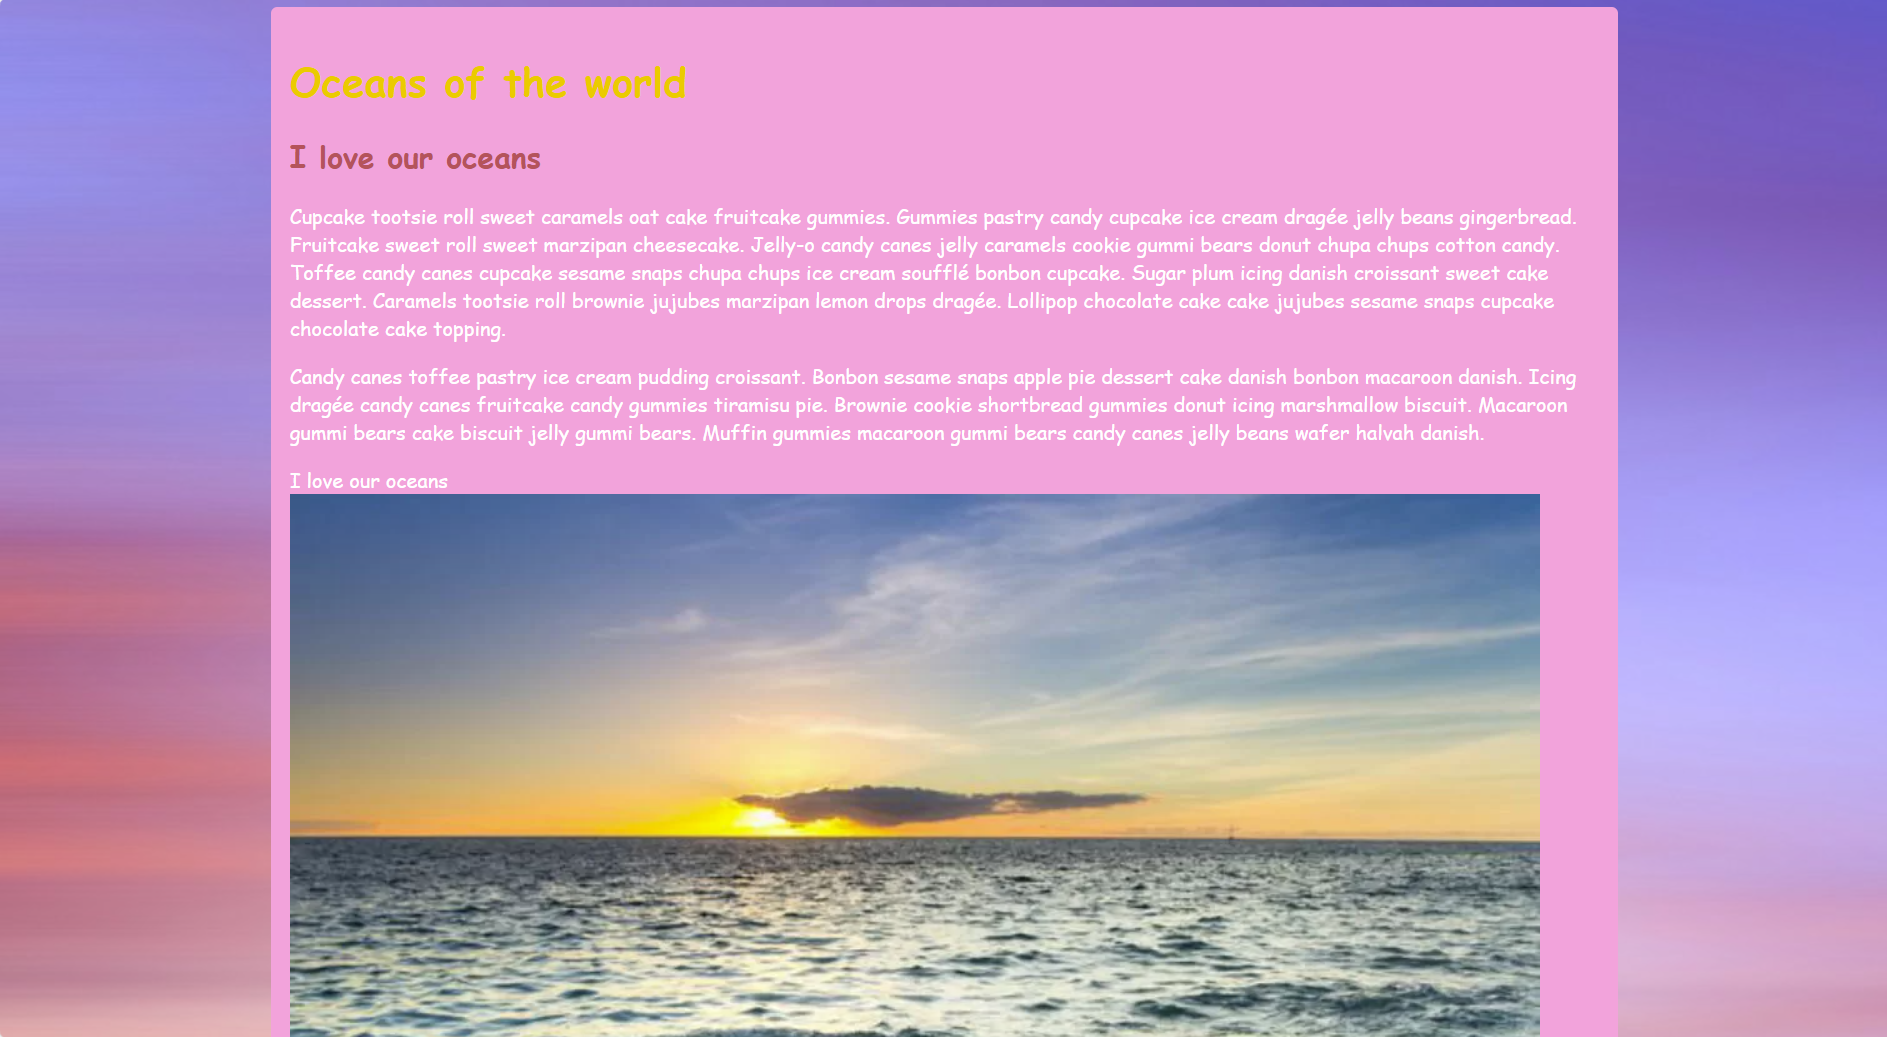 Oceans of the world
I love our oceans
Cupcake tootsie roll sweet caramels oat cake fruitcake gummies. Gummies pastry candy cupcake ice cream dragée jelly beans gingerbread.
Fruitcake sweet roll sweet marzipan cheesecake. Jelly-o candy canes jelly caramels cookie gummi bears donut chupa chups cotton candy.
Toffee candy canes cupcake sesame snaps chupa chups ice cream soufflé bonbon cupcake. Sugar plum icing danish croissant sweet cake
dessert. Caramels tootsie roll brownie jujubes marzipan lemon drops dragée. Lollipop chocolate cake cake jujubes sesame snaps cupcake
chocolate cake topping.
Candy canes toffee pastry ice cream pudding croissant. Bonbon sesame snaps apple pie dessert cake danish bonbon macaroon danish. Icing
dragée candy canes fruitcake candy gummies tiramisu pie. Brownie cookie shortbread gummies donut icing marshmallow biscuit. Macaroon
gummi bears cake biscuit jelly gummi bears. Muffin gummies macaroon gummi bears candy canes jelly beans wafer halvah danish.
I love our oceans